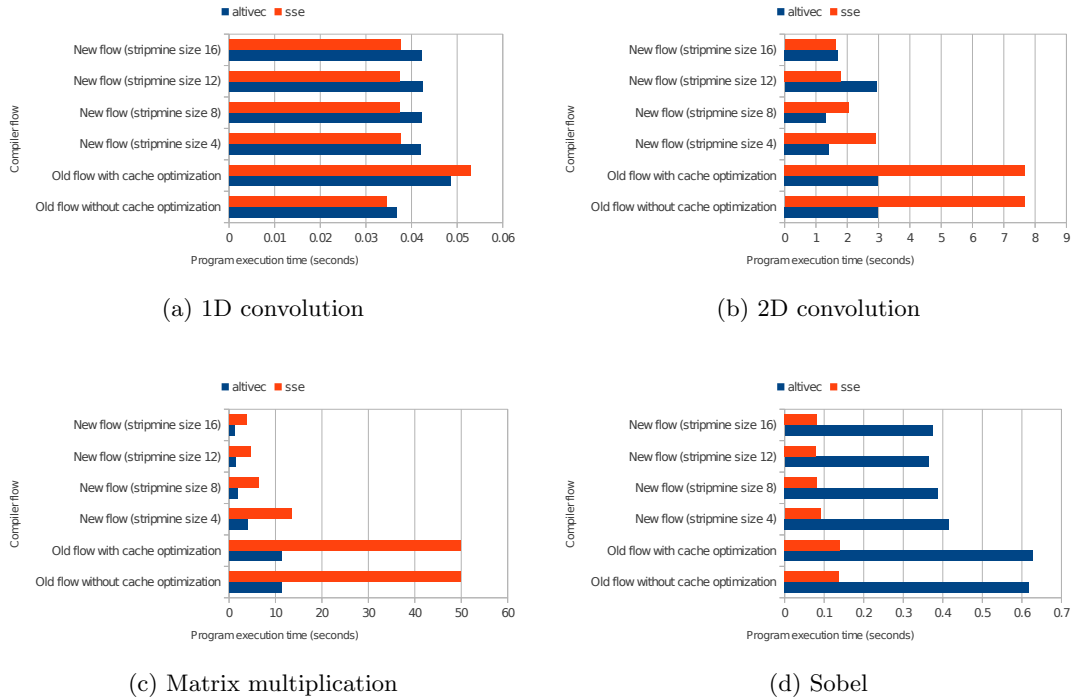 altivec sse
New flow (stripmine size 16)
New flow (stripmine size 12)
New flow (stripmine size 8)
New flow (stripmine size 4)
Old flow with cache optimization
Old flow without cache optimization
Compiler flow
0 0.01 0.02 0.03 0.04 0.05 0.06
Program execution time (seconds)
(a) 1D convolution
altivec sse
New flow (stripmine size 16)
New flow (stripmine size 12)
New flow (stripmine size 8)
New flow (stripmine size 4)
Old flow with cache optimization
Old flow without cache optimization
Compiler flow
0 1 2 3 4 5 6 7 8 9
Program execution time (seconds)
(b) 2D convolution
altivec sse
New flow (stripmine size 16)
New flow (stripmine size 12)
New flow (stripmine size 8)
New flow (stripmine size 4)
Old flow with cache optimization
Old flow without cache optimization
Compiler flow
0 10 20 30 40 50 60
Program execution time (seconds)
(c) Matrix multiplication
altivec sse
New flow (stripmine size 16)
New flow (stripmine size 12)
New flow (stripmine size 8)
New flow (stripmine size 4)
Old flow with cache optimization
Old flow without cache optimization
Compiler flow
0 0.1 0.2 0.3 0.4 0.5 0.6 0.7
Program execution time (seconds)
(d) Sobel